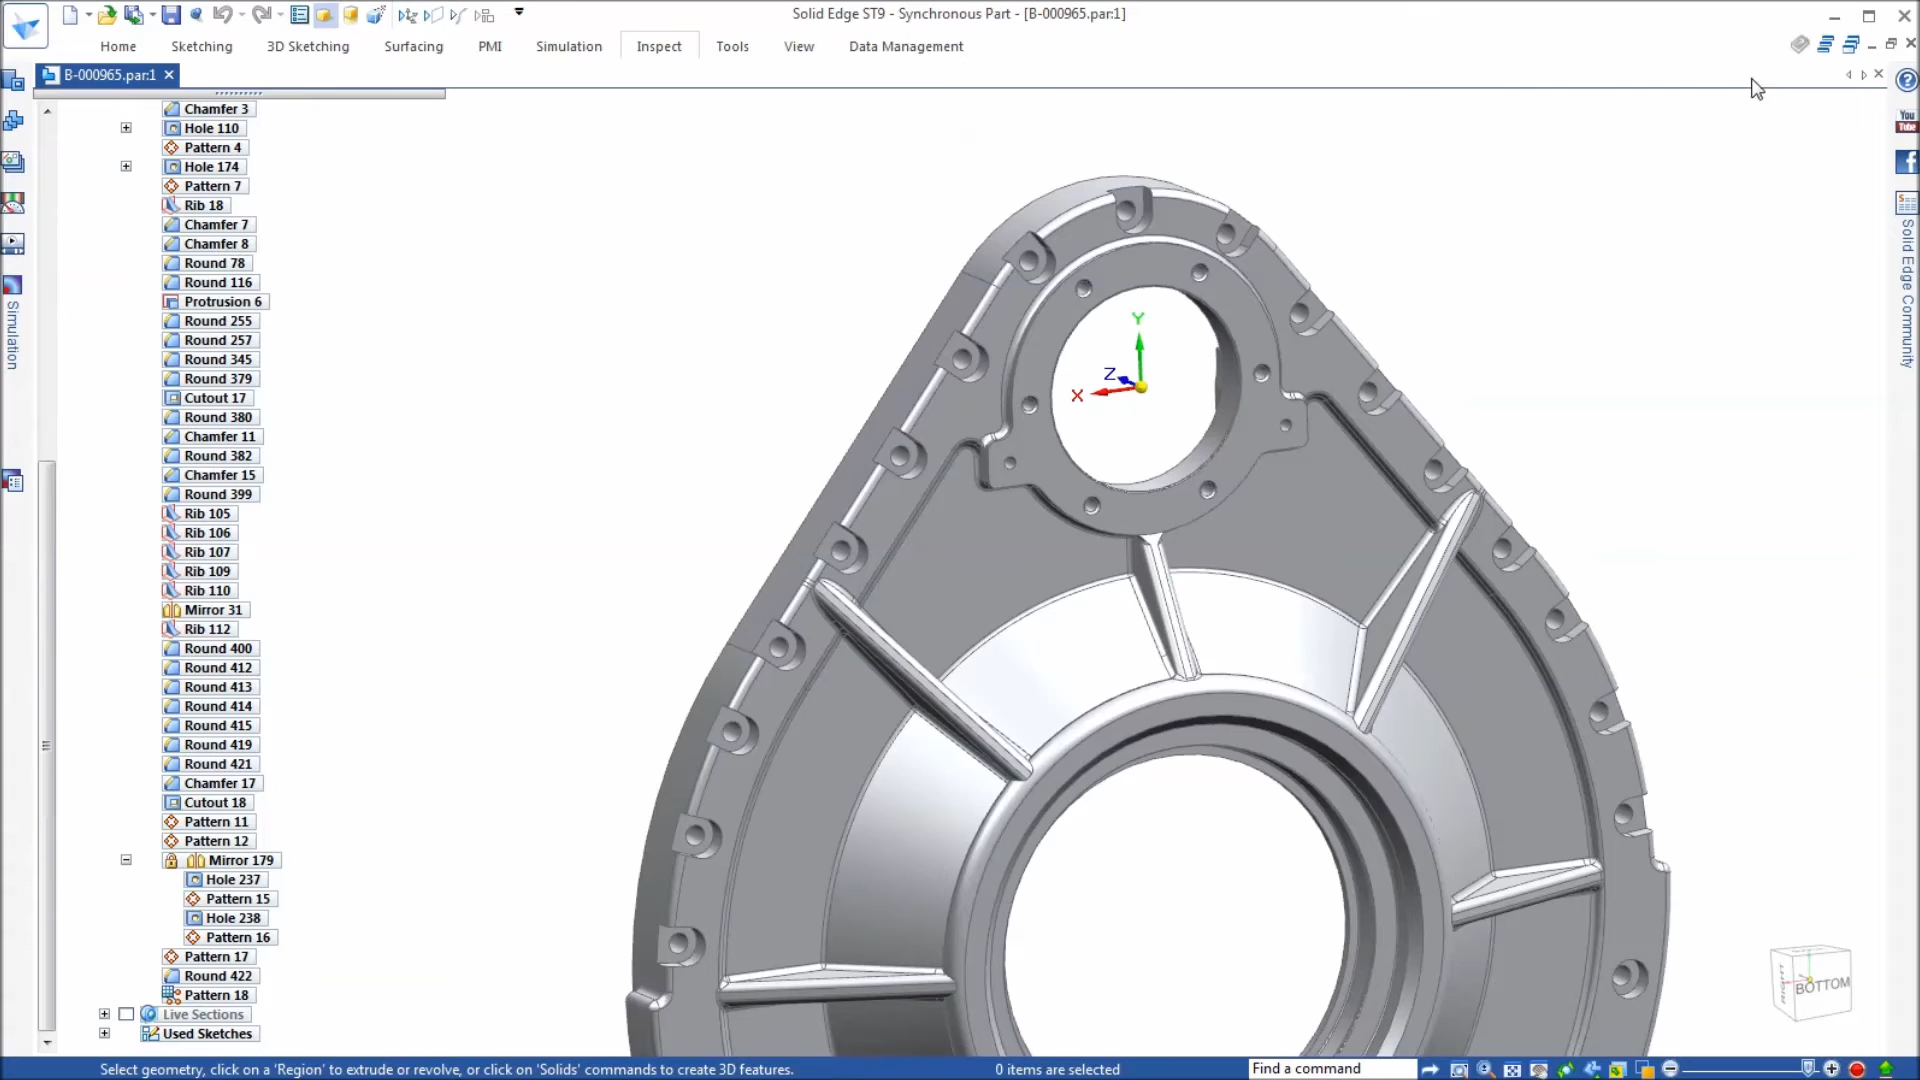 Solid Edge ST9 - Synchronous Part - [B-000965.par:1]
Home Sketching 3D Sketching Surfacing PMI Simulation Inspect Tools View Data Management
B-000965.par:1
Chamfer 3
Hole 110
Pattern 4
Hole 174
Pattern 7
Rib 18
Chamfer 7
Chamfer 8
Round 78
Round 116
Protrusion 6
Round 255
Round 257
Round 345
Round 379
Cutout 17
Round 380
Chamfer 11
Round 382
Chamfer 15
Round 399
Rib 105
Rib 106
Rib 107
Rib 109
Rib 110
Mirror 31
Rib 112
Round 400
Round 412
Round 413
Round 414
Round 415
Round 419
Round 421
Chamfer 17
Cutout 18
Pattern 11
Pattern 12
Mirror 179
Hole 237
Pattern 15
Hole 238
Pattern 16
Pattern 17
Round 422
Pattern 18
Live Sections
Used Sketches
Simulation
Y
Z
X
RIGHT
BOTTOM
You
Tube
Solid Edge Community
Select geometry, click on a 'Region' to extrude or revolve, or click on 'Solids' commands to create 3D features.
0 items are selected
Find a command